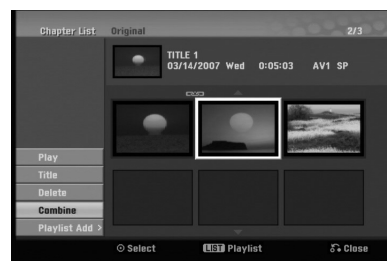 Chapter List Original 2/3
TITLE 1
03/14/2007 Wed 0:05:03 AV1 SP
Play
Title
Delete
Combine
Playlist Add >
Select LIST Playlist Close